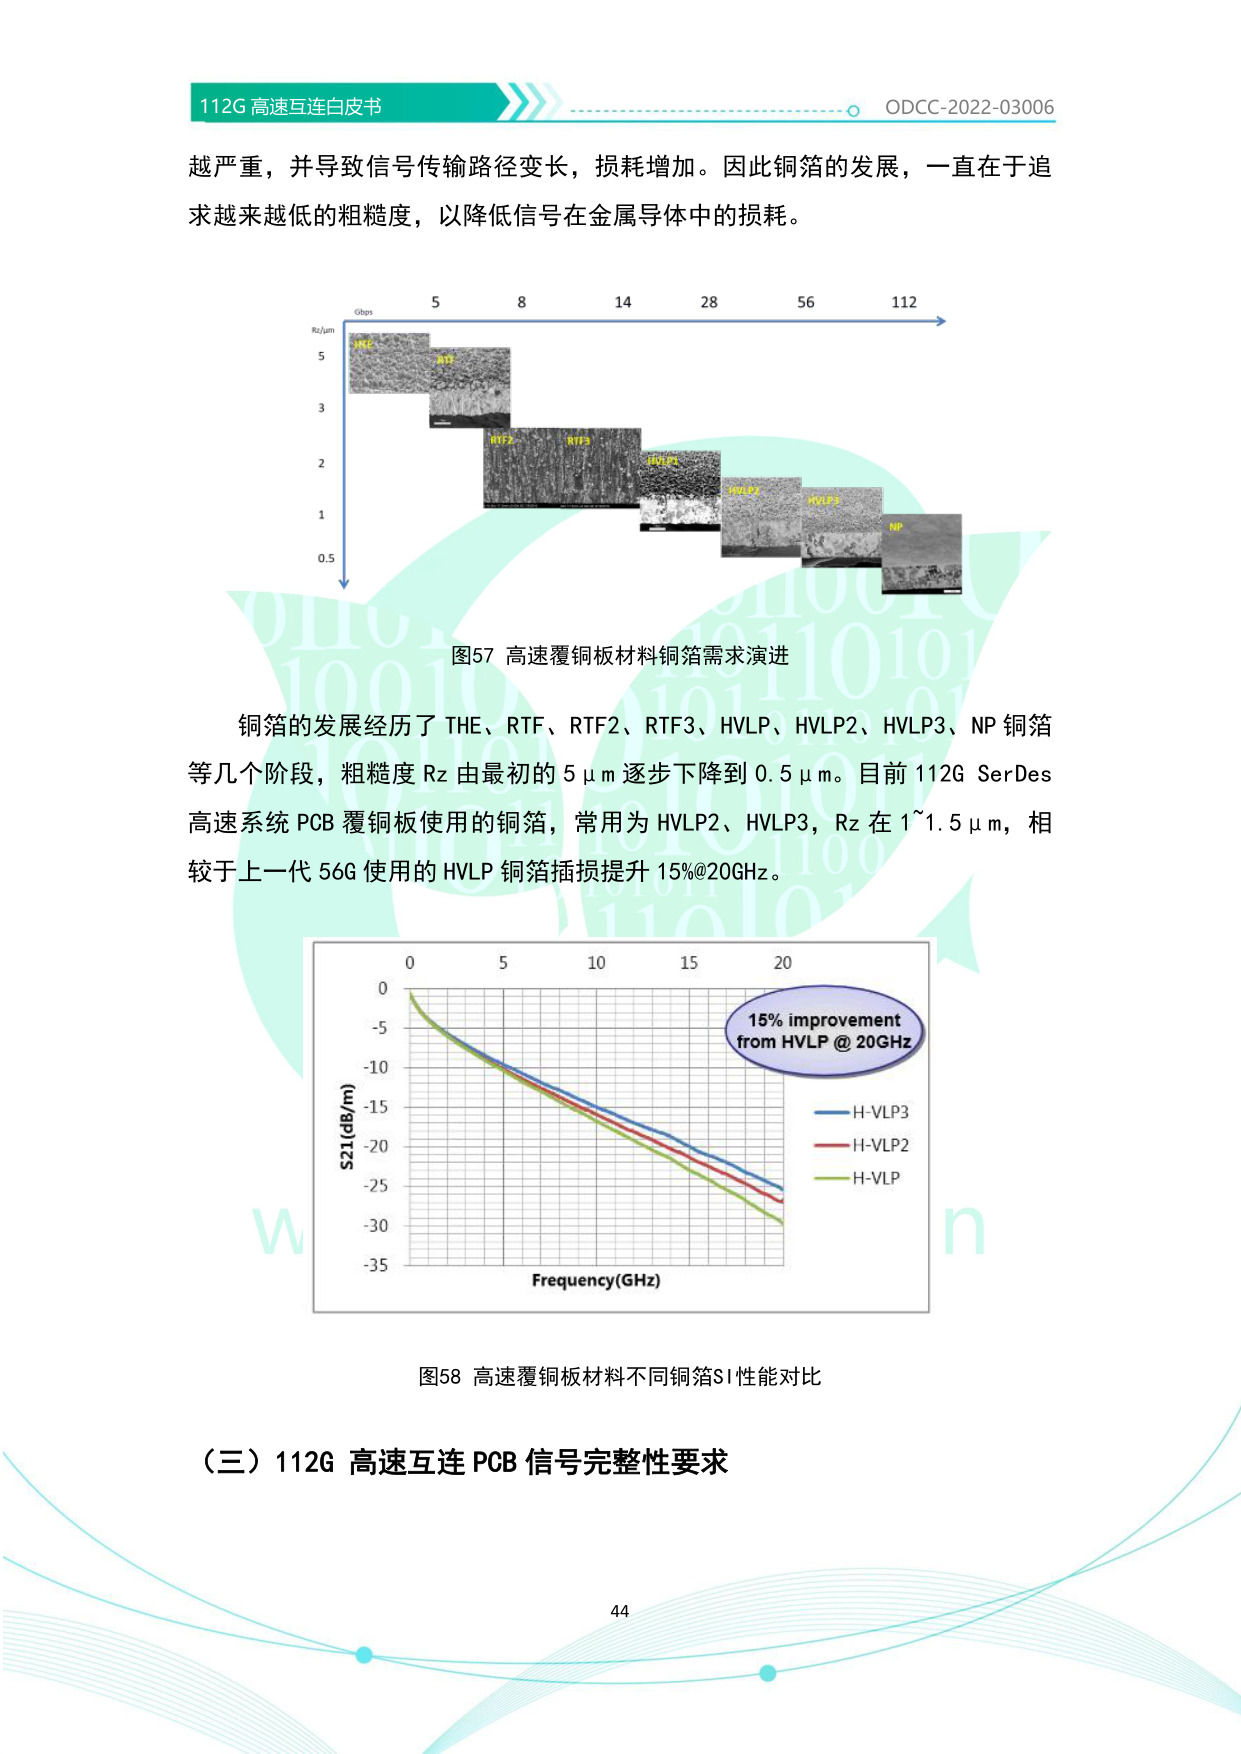 112G 高速互连白皮书
ODCC-2022-03006
越严重，并导致信号传输路径变长，损耗增加。因此铜箔的发展，一直在于追
求越来越低的粗糙度，以降低信号在金属导体中的损耗。
Gbps 5 8 14 28 56 112
Rz/μm
5
3
2
1
0.5
RTF
RTF2 RTF3
HVLP1
HVLP2
HVLP3
NP
图57 高速覆铜板材料铜箔需求演进
铜箔的发展经历了 THE、RTF、RTF2、RTF3、HVLP、HVLP2、HVLP3、NP 铜箔
等几个阶段，粗糙度 Rz 由最初的 5μm 逐步下降到 0.5μm。目前 112G SerDes
高速系统 PCB 覆铜板使用的铜箔，常用为 HVLP2、HVLP3，Rz 在 1~1.5μm，相
较于上一代 56G 使用的 HVLP 铜箔插损提升 15%@20GHz。
0 5 10 15 20
0
-5
-10
-15
-20
-25
-30
-35
S21(dB/m)
Frequency(GHz)
15% improvement
from HVLP @ 20GHz
H-VLP3
H-VLP2
H-VLP
图58 高速覆铜板材料不同铜箔SI性能对比
（三）112G 高速互连 PCB 信号完整性要求
44